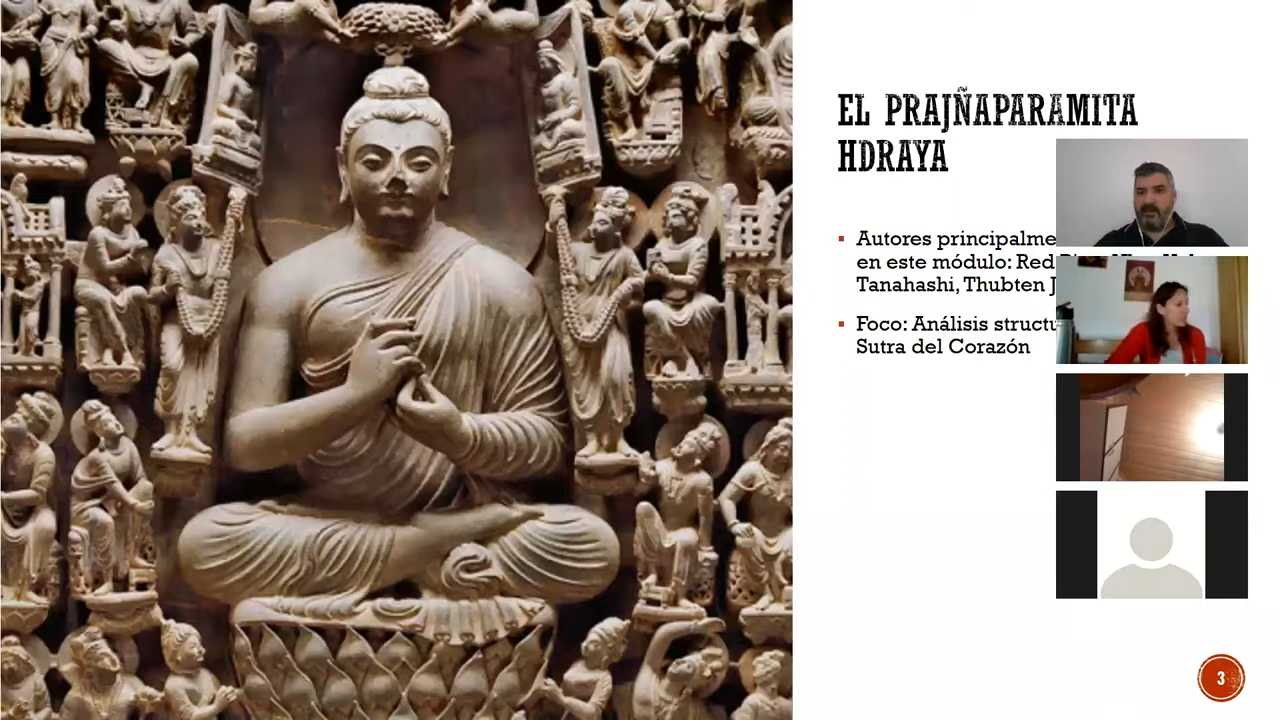 EL PRAJÑAPARAMITA
HDRAYA
Autores principalme
en este módulo: Red
Tanahashi, Thubten J
Foco: Análisis structu
Sutra del Corazón
3